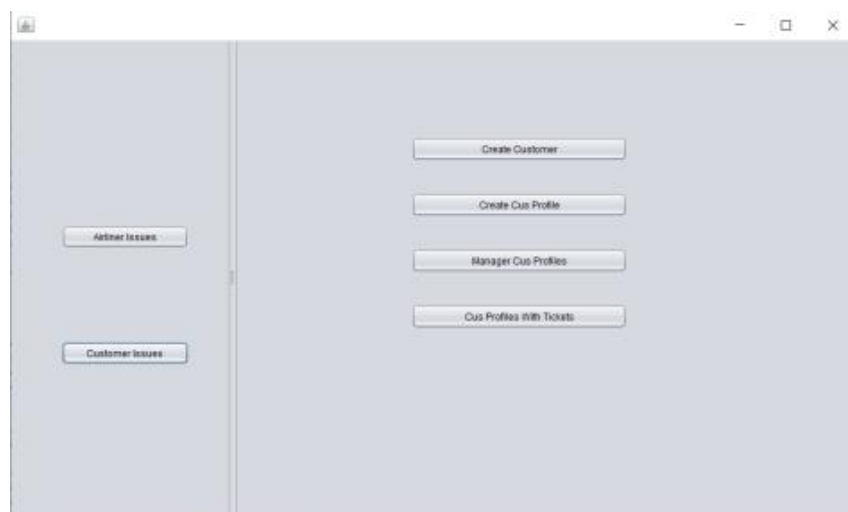 Airliner Issues
Customer Issues
Create Customer
Create Cus Profile
Manager Cus Profiles
Cus Profiles With Tickets